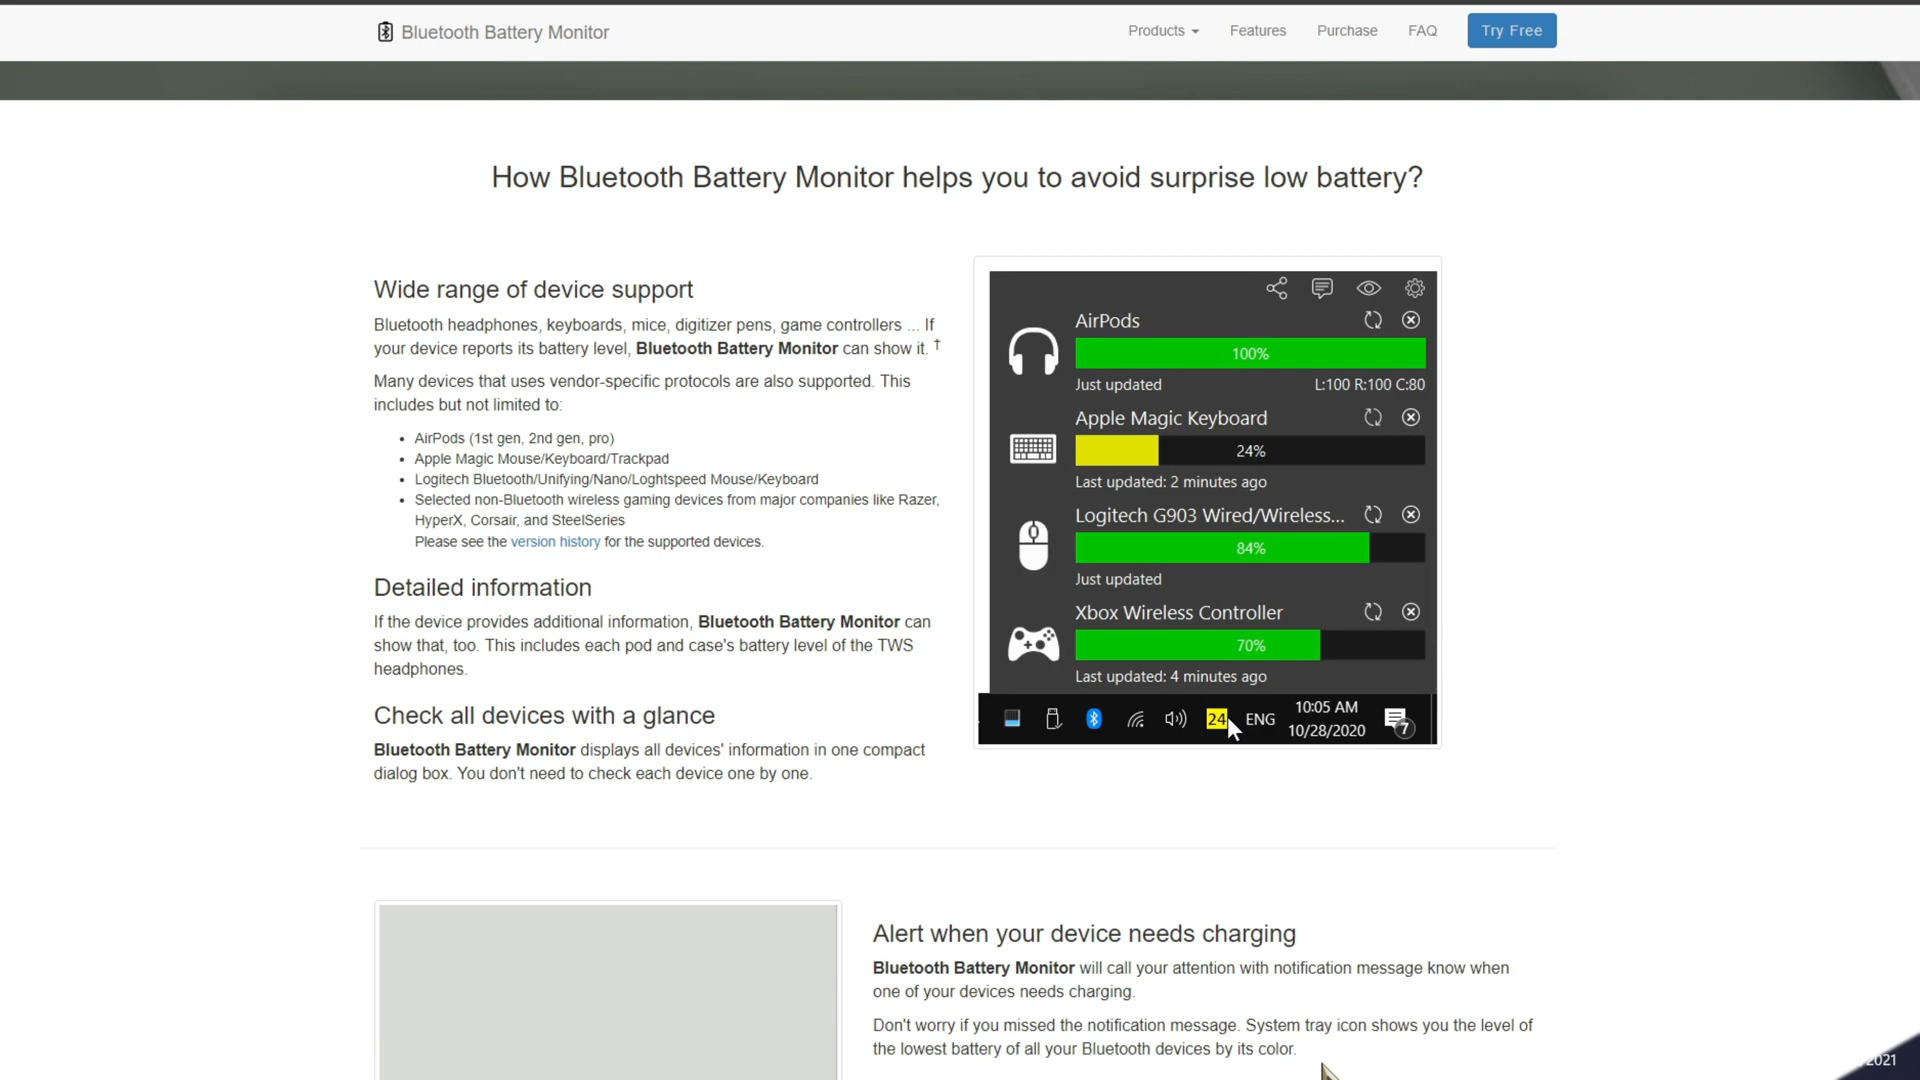 Bluetooth Battery Monitor
Products
Features
Purchase
FAQ
Try Free
How Bluetooth Battery Monitor helps you to avoid surprise low battery?
Wide range of device support
Bluetooth headphones, keyboards, mice, digitizer pens, game controllers ... If
your device reports its battery level, Bluetooth Battery Monitor can show it. †
Many devices that uses vendor-specific protocols are also supported. This
includes but not limited to:
• AirPods (1st gen, 2nd gen, pro)
• Apple Magic Mouse/Keyboard/Trackpad
• Logitech Bluetooth/Unifying/Nano/Loghtspeed Mouse/Keyboard
• Selected non-Bluetooth wireless gaming devices from major companies like Razer,
HyperX, Corsair, and SteelSeries
Please see the version history for the supported devices.
Detailed information
If the device provides additional information, Bluetooth Battery Monitor can
show that, too. This includes each pod and case's battery level of the TWS
headphones.
Check all devices with a glance
Bluetooth Battery Monitor displays all devices' information in one compact
dialog box. You don't need to check each device one by one.
AirPods
100%
Just updated
L:100 R:100 C:80
Apple Magic Keyboard
24%
Last updated: 2 minutes ago
Logitech G903 Wired/Wireless...
84%
Just updated
Xbox Wireless Controller
70%
Last updated: 4 minutes ago
24
ENG
10:05 AM
10/28/2020
7
Alert when your device needs charging
Bluetooth Battery Monitor will call your attention with notification message know when
one of your devices needs charging.
Don't worry if you missed the notification message. System tray icon shows you the level of
the lowest battery of all your Bluetooth devices by its color.
2021